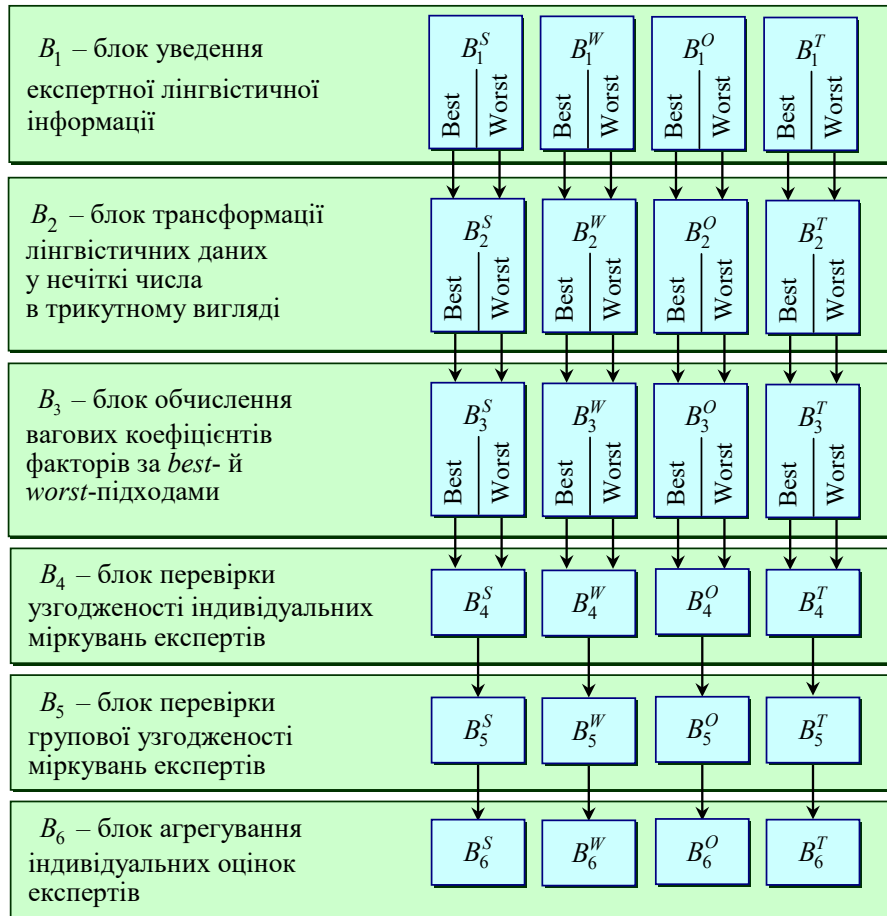 B₁ – блок уведення
експертної лінгвістичної
інформації
B₁ˢ B₁ᵂ B₁ᴼ B₁ᵀ
Best Worst Best Worst Best Worst Best Worst
B₂ – блок трансформації
лінгвістичних даних
у нечіткі числа
в трикутному вигляді
B₂ˢ B₂ᵂ B₂ᴼ B₂ᵀ
Best Worst Best Worst Best Worst Best Worst
B₃ – блок обчислення
вагових коефіцієнтів
факторів за best- й
worst-підходами
B₃ˢ B₃ᵂ B₃ᴼ B₃ᵀ
Best Worst Best Worst Best Worst Best Worst
B₄ – блок перевірки
узгодженості індивідуальних
міркувань експертів
B₄ˢ B₄ᵂ B₄ᴼ B₄ᵀ
B₅ – блок перевірки
групової узгодженості
міркувань експертів
B₅ˢ B₅ᵂ B₅ᴼ B₅ᵀ
B₆ – блок агрегування
індивідуальних оцінок
експертів
B₆ˢ B₆ᵂ B₆ᴼ B₆ᵀ